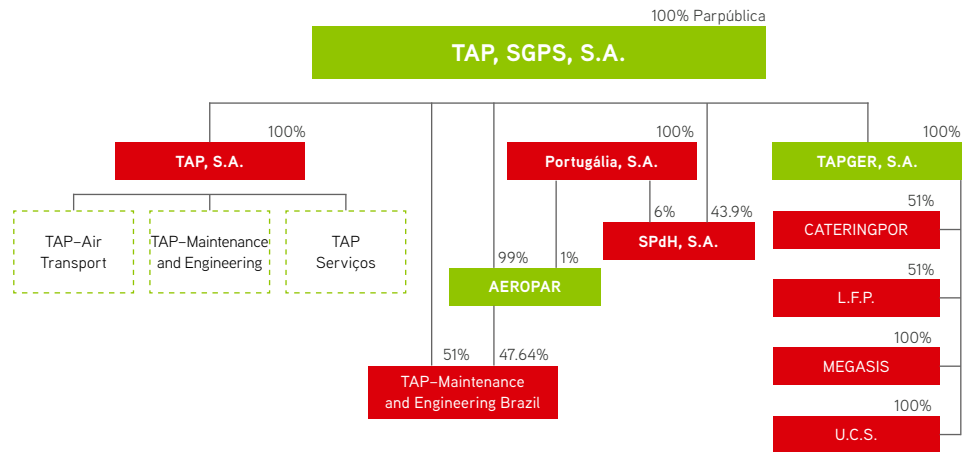 100% Parpública
TAP, SGPS, S.A.
100%
TAP, S.A.
100%
Portugália, S.A.
100%
TAPGER, S.A.
TAP–Air
Transport
TAP–Maintenance
and Engineering
TAP
Serviços
6%
43.9%
SPdH, S.A.
51%
CATERINGPOR
99%
1%
AEROPAR
51%
L.F.P.
51%
47.64%
TAP–Maintenance
and Engineering Brazil
100%
MEGASIS
100%
U.C.S.